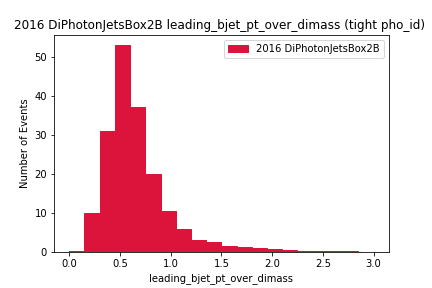 2016 DiPhotonJetsBox2B leading_bjet_pt_over_dimass (tight pho_id)
2016 DiPhotonJetsBox2B
Number of Events
50
40
30
20
10
0
0.0 0.5 1.0 1.5 2.0 2.5 3.0
leading_bjet_pt_over_dimass